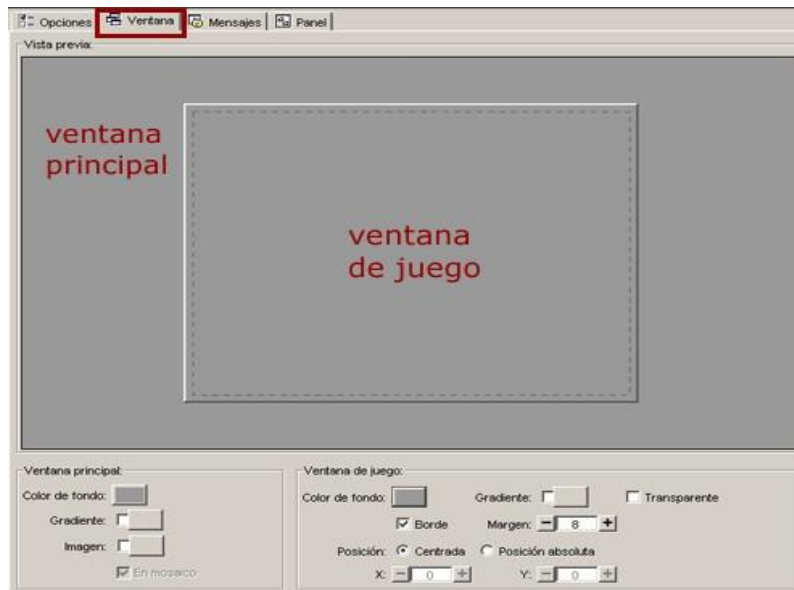 Opciones Ventana Mensajes Panel
Vista previa:
ventana
principal
ventana
de juego
Ventana principal:
Color de fondo:
Gradiente:
Imagen:
En mosaico
Ventana de juego:
Color de fondo: Gradiente: Transparente
Borde Margen: - 8 +
Posición: Centrada Posición absoluta
X: - 0 + Y: - 0 +